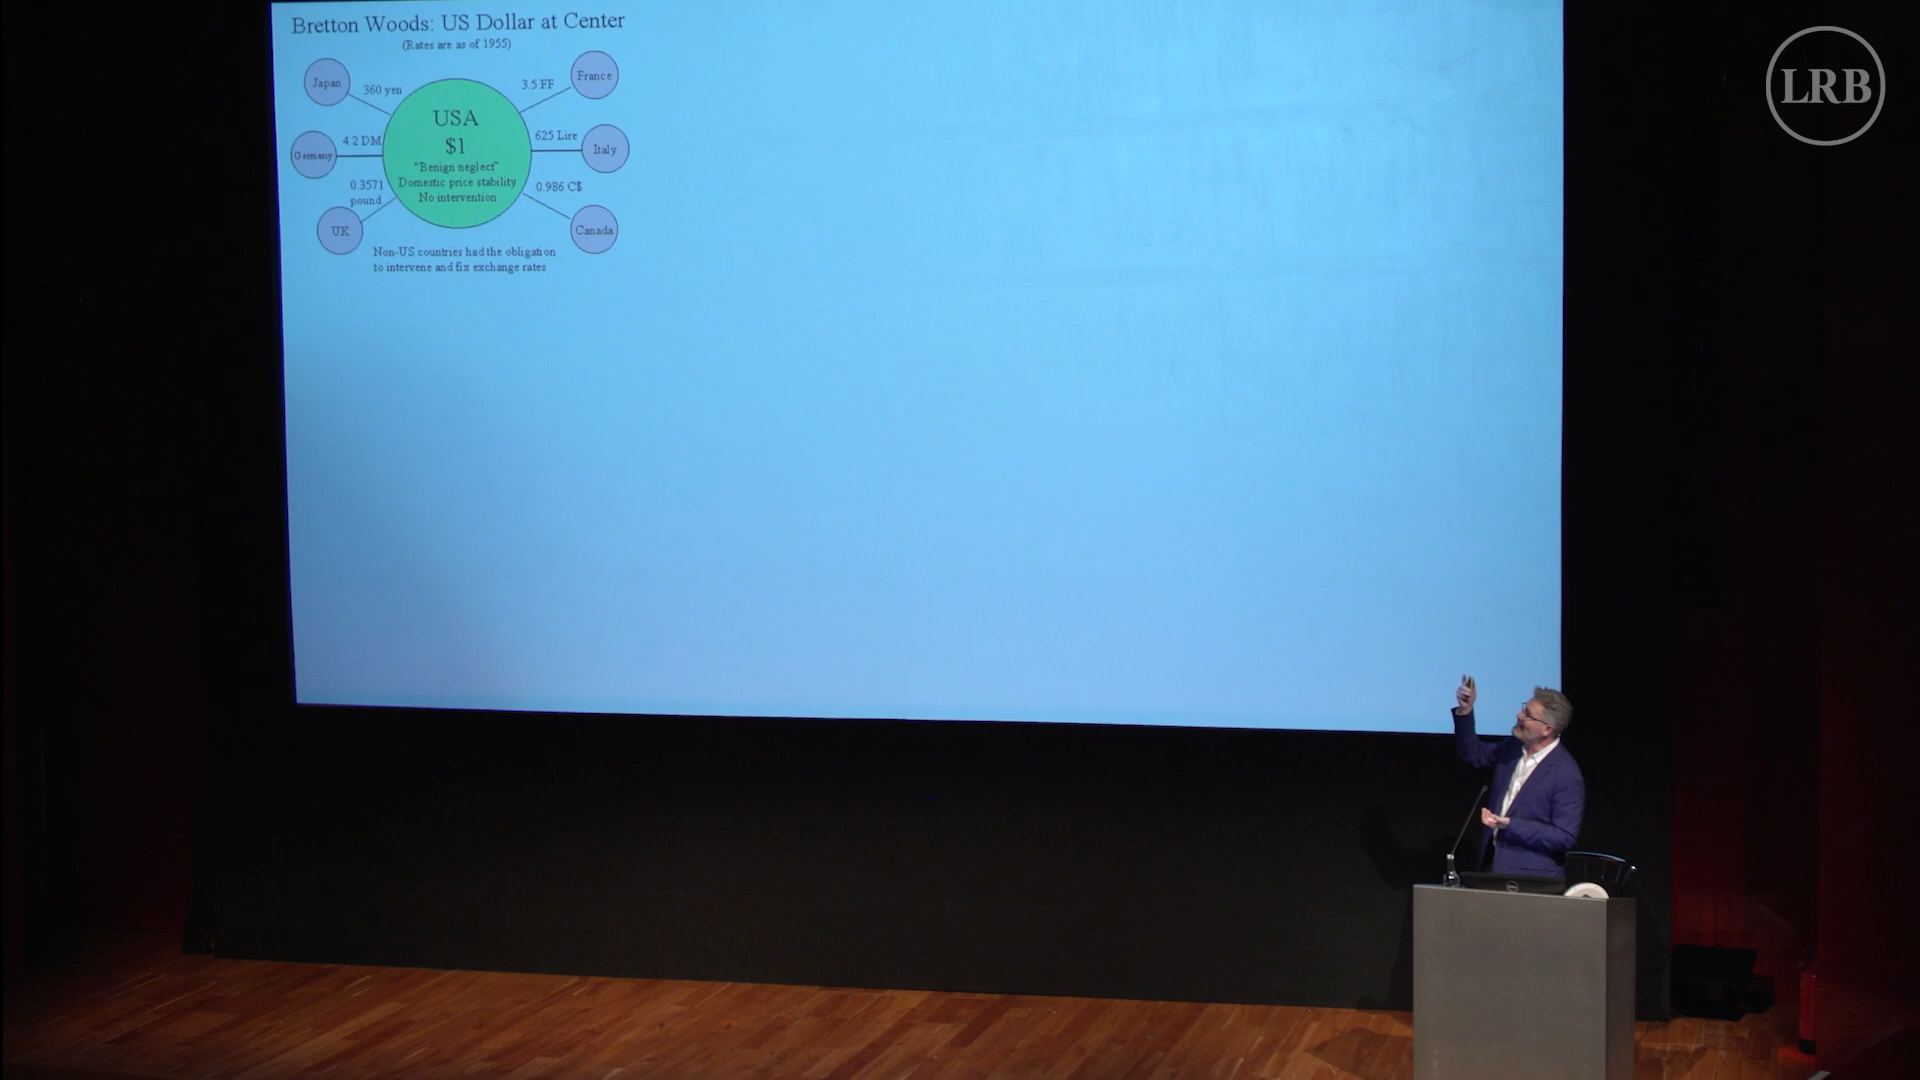 Bretton Woods: US Dollar at Center
(Rates are as of 1955)
Japan
360 yen
3.5 FF
France
USA
$1
"Benign neglect"
Domestic price stability
No intervention
Germany
4.2 DM
625 Lire
Italy
0.3571
pound
0.986 C$
UK
Canada
Non-US countries had the obligation
to intervene and fix exchange rates
LRB